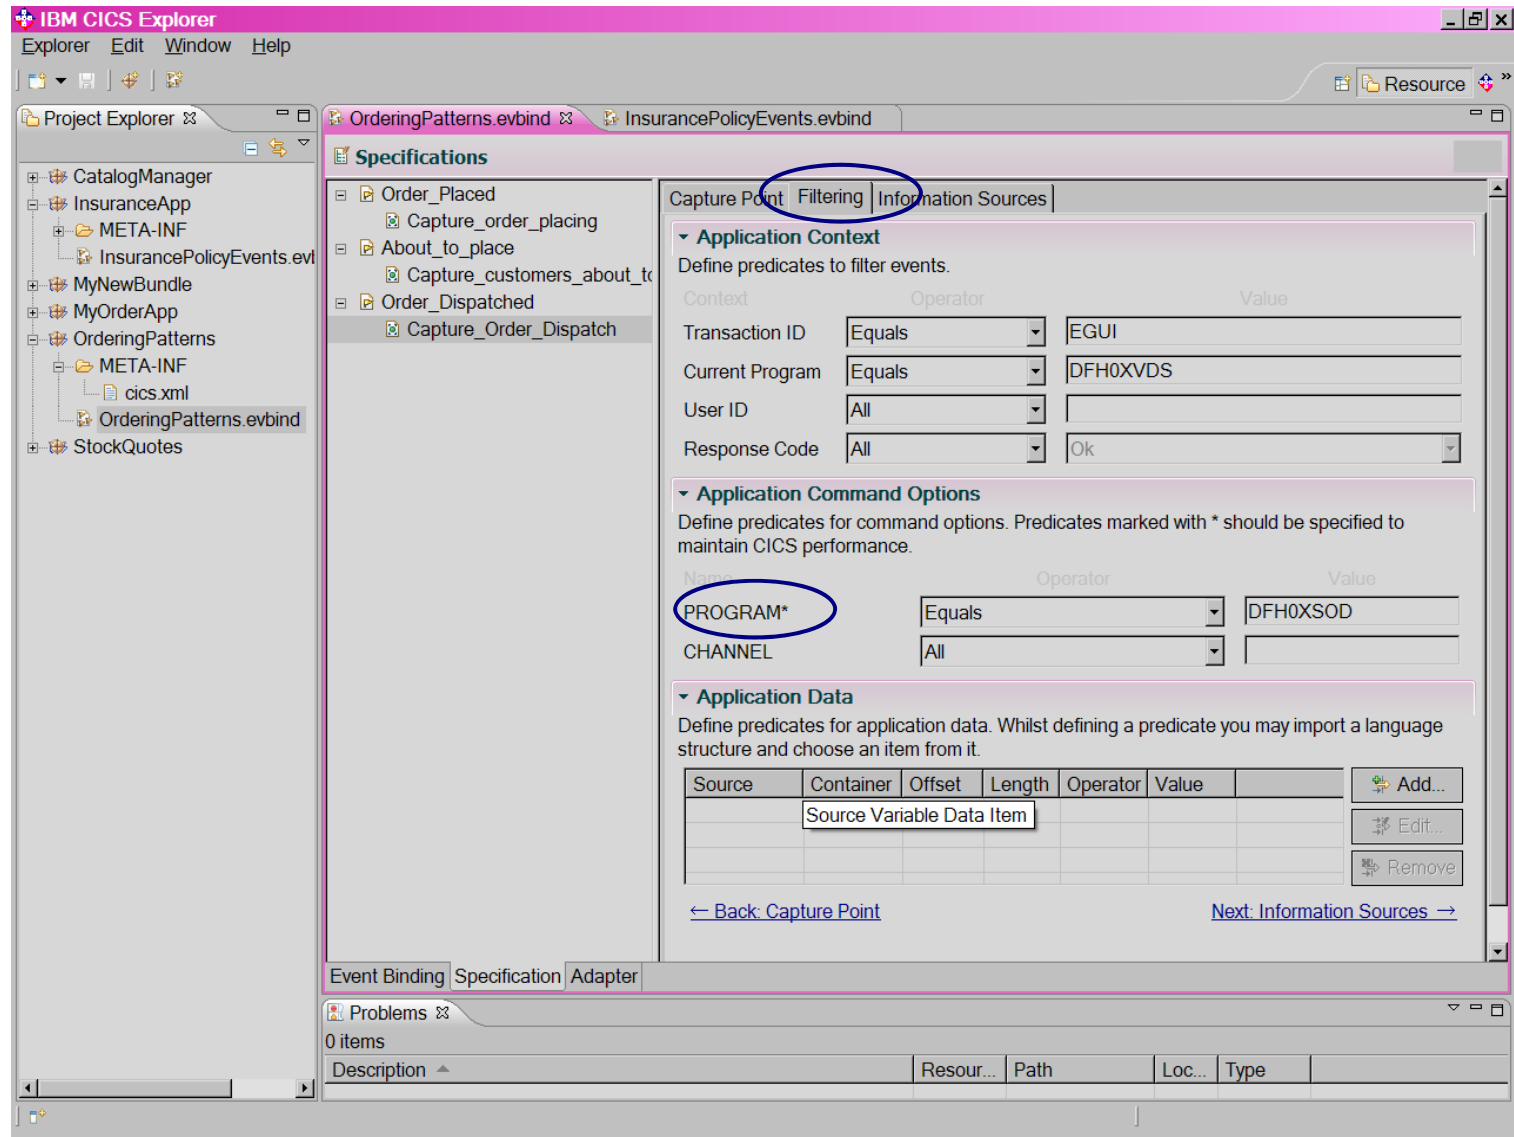 IBM CICS Explorer
Explorer Edit Window Help
Resource »
Project Explorer
CatalogManager
InsuranceApp
META-INF
InsurancePolicyEvents.evb
MyNewBundle
MyOrderApp
OrderingPatterns
META-INF
cics.xml
OrderingPatterns.evbind
StockQuotes
OrderingPatterns.evbind InsurancePolicyEvents.evbind
Specifications
Order_Placed
Capture_order_placing
About_to_place
Capture_customers_about_to
Order_Dispatched
Capture_Order_Dispatch
Capture Point Filtering Information Sources
Application Context
Define predicates to filter events.
Context Operator Value
Transaction ID Equals EGUI
Current Program Equals DFH0XVDS
User ID All
Response Code All Ok
Application Command Options
Define predicates for command options. Predicates marked with * should be specified to
maintain CICS performance.
Name Operator Value
PROGRAM* Equals DFH0XSOD
CHANNEL All
Application Data
Define predicates for application data. Whilst defining a predicate you may import a language
structure and choose an item from it.
Source Container Offset Length Operator Value
Source Variable Data Item
Add...
Edit...
Remove
← Back: Capture Point Next: Information Sources →
Event Binding Specification Adapter
Problems
0 items
Description Resour... Path Loc... Type